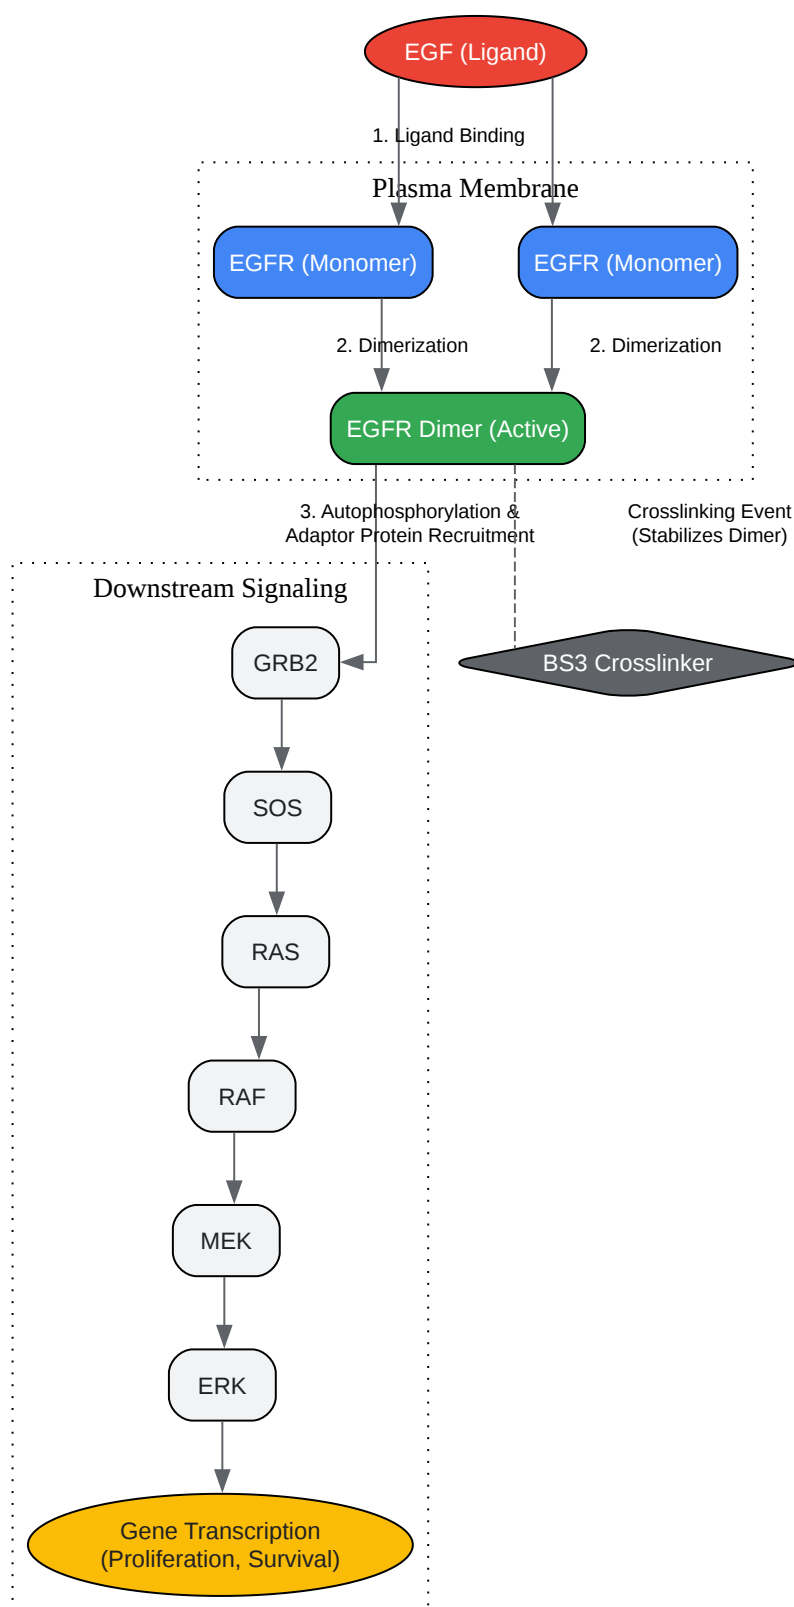 EGF (Ligand)
1. Ligand Binding
Plasma Membrane
EGFR (Monomer)
EGFR (Monomer)
2. Dimerization
2. Dimerization
EGFR Dimer (Active)
3. Autophosphorylation &
Adaptor Protein Recruitment
Crosslinking Event
(Stabilizes Dimer)
Downstream Signaling
GRB2
BS3 Crosslinker
SOS
RAS
RAF
MEK
ERK
Gene Transcription
(Proliferation, Survival)